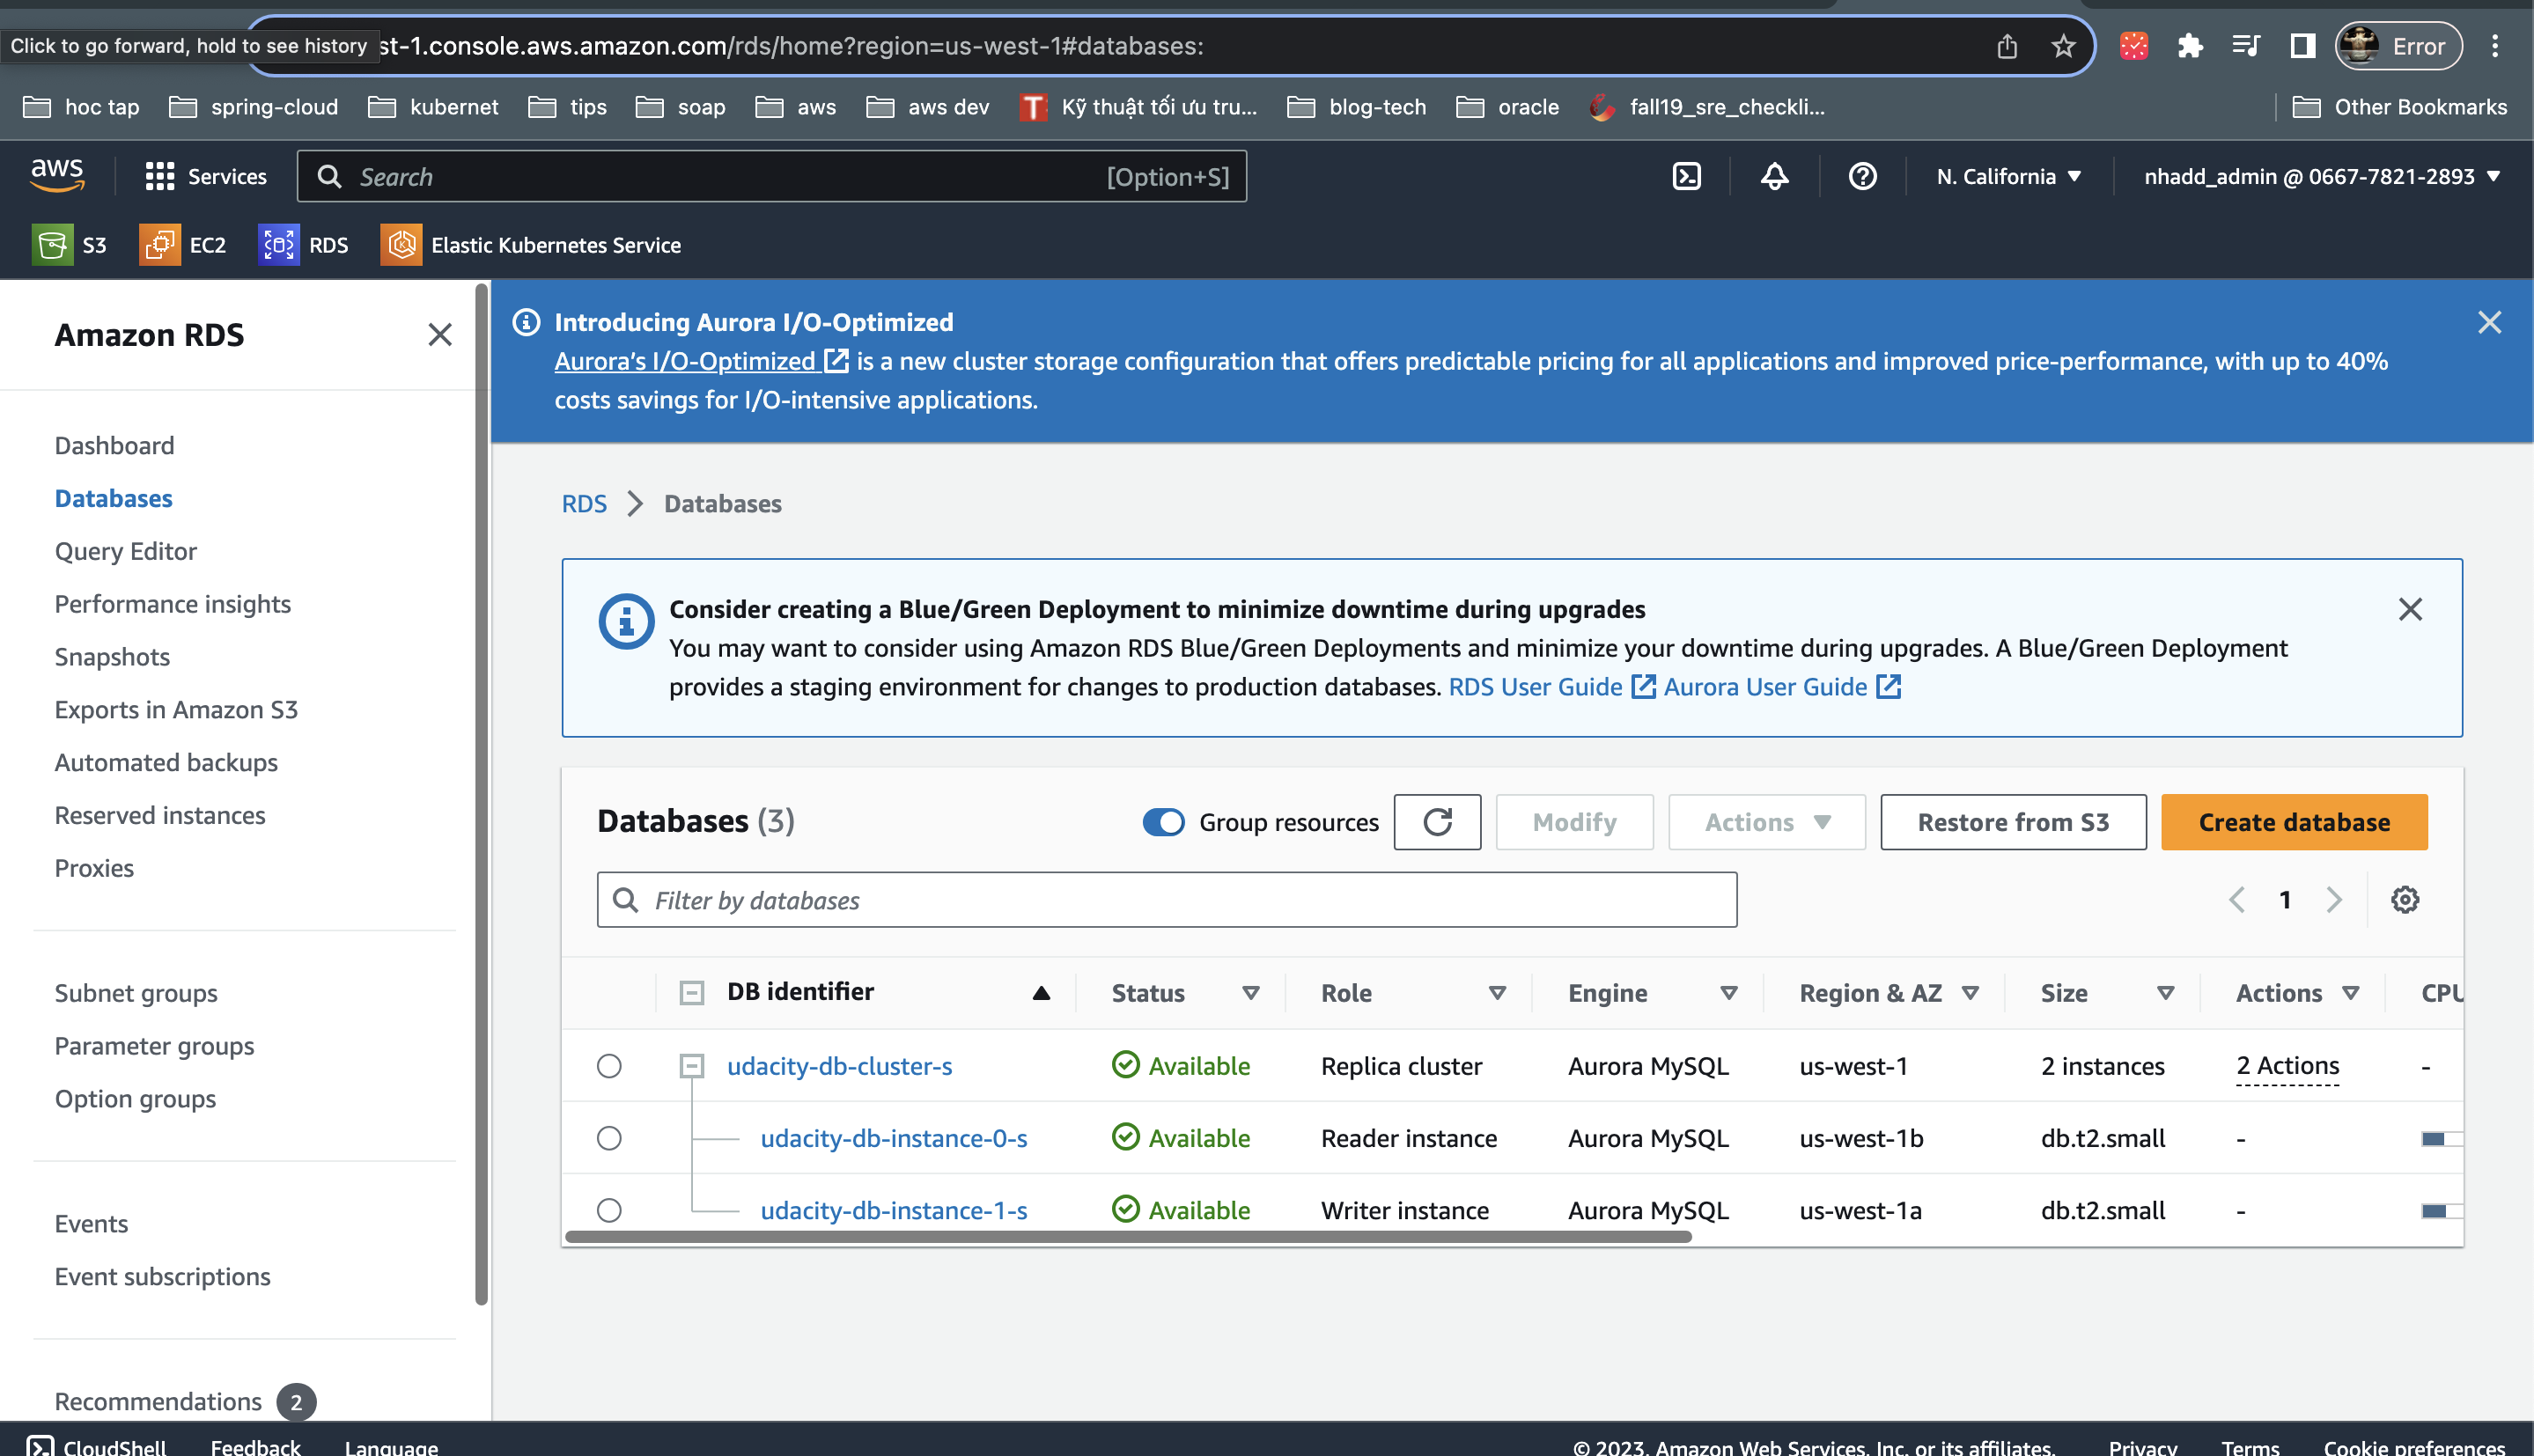 Click to go forward, hold to see history
st-1.console.aws.amazon.com/rds/home?region=us-west-1#databases:
Error
hoc tap
spring-cloud
kubernet
tips
soap
aws
aws dev
Kỹ thuật tối ưu tru...
blog-tech
oracle
fall19_sre_checkli...
Other Bookmarks
aws
Services
Search
[Option+S]
N. California
nhadd_admin @ 0667-7821-2893
S3
EC2
RDS
Elastic Kubernetes Service
Amazon RDS
Dashboard
Databases
Query Editor
Performance insights
Snapshots
Exports in Amazon S3
Automated backups
Reserved instances
Proxies
Subnet groups
Parameter groups
Option groups
Events
Event subscriptions
Recommendations 2
Introducing Aurora I/O-Optimized
Aurora's I/O-Optimized is a new cluster storage configuration that offers predictable pricing for all applications and improved price-performance, with up to 40%
costs savings for I/O-intensive applications.
RDS > Databases
Consider creating a Blue/Green Deployment to minimize downtime during upgrades
You may want to consider using Amazon RDS Blue/Green Deployments and minimize your downtime during upgrades. A Blue/Green Deployment
provides a staging environment for changes to production databases. RDS User Guide Aurora User Guide
Databases (3)
Group resources
Modify
Actions
Restore from S3
Create database
Filter by databases
1
DB identifier Status Role Engine Region & AZ Size Actions CPU
udacity-db-cluster-s Available Replica cluster Aurora MySQL us-west-1 2 instances 2 Actions -
udacity-db-instance-0-s Available Reader instance Aurora MySQL us-west-1b db.t2.small -
udacity-db-instance-1-s Available Writer instance Aurora MySQL us-west-1a db.t2.small -
CloudShell Feedback Language
© 2023, Amazon Web Services, Inc. or its affiliates. Privacy Terms Cookie preferences